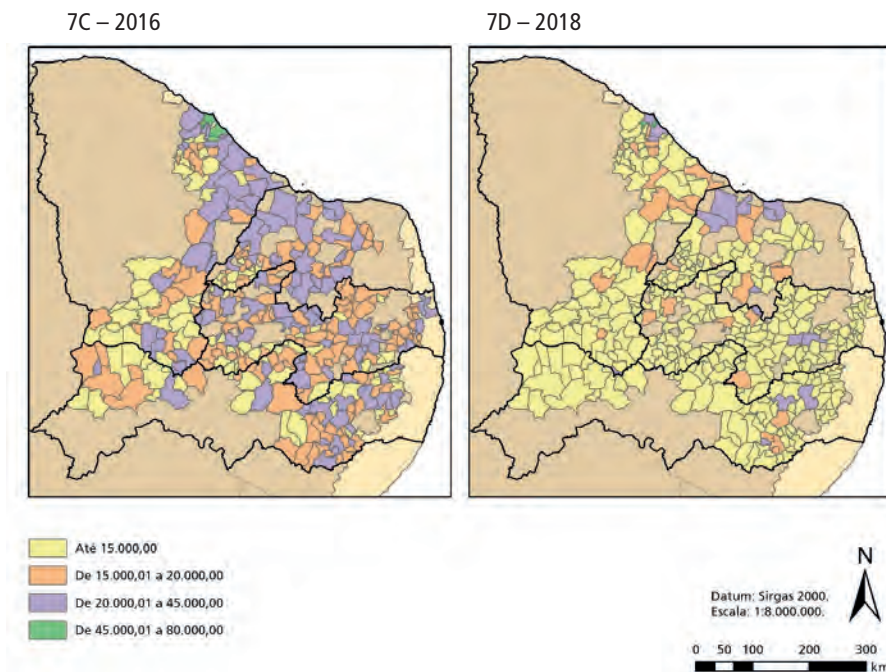 7C – 2016
7D – 2018
Até 15.000,00
De 15.000,01 a 20.000,00
De 20.000,01 a 45.000,00
De 45.000,01 a 80.000,00
Datum: Sirgas 2000.
Escala: 1:8.000.000.
N
0 50 100 200 300
km